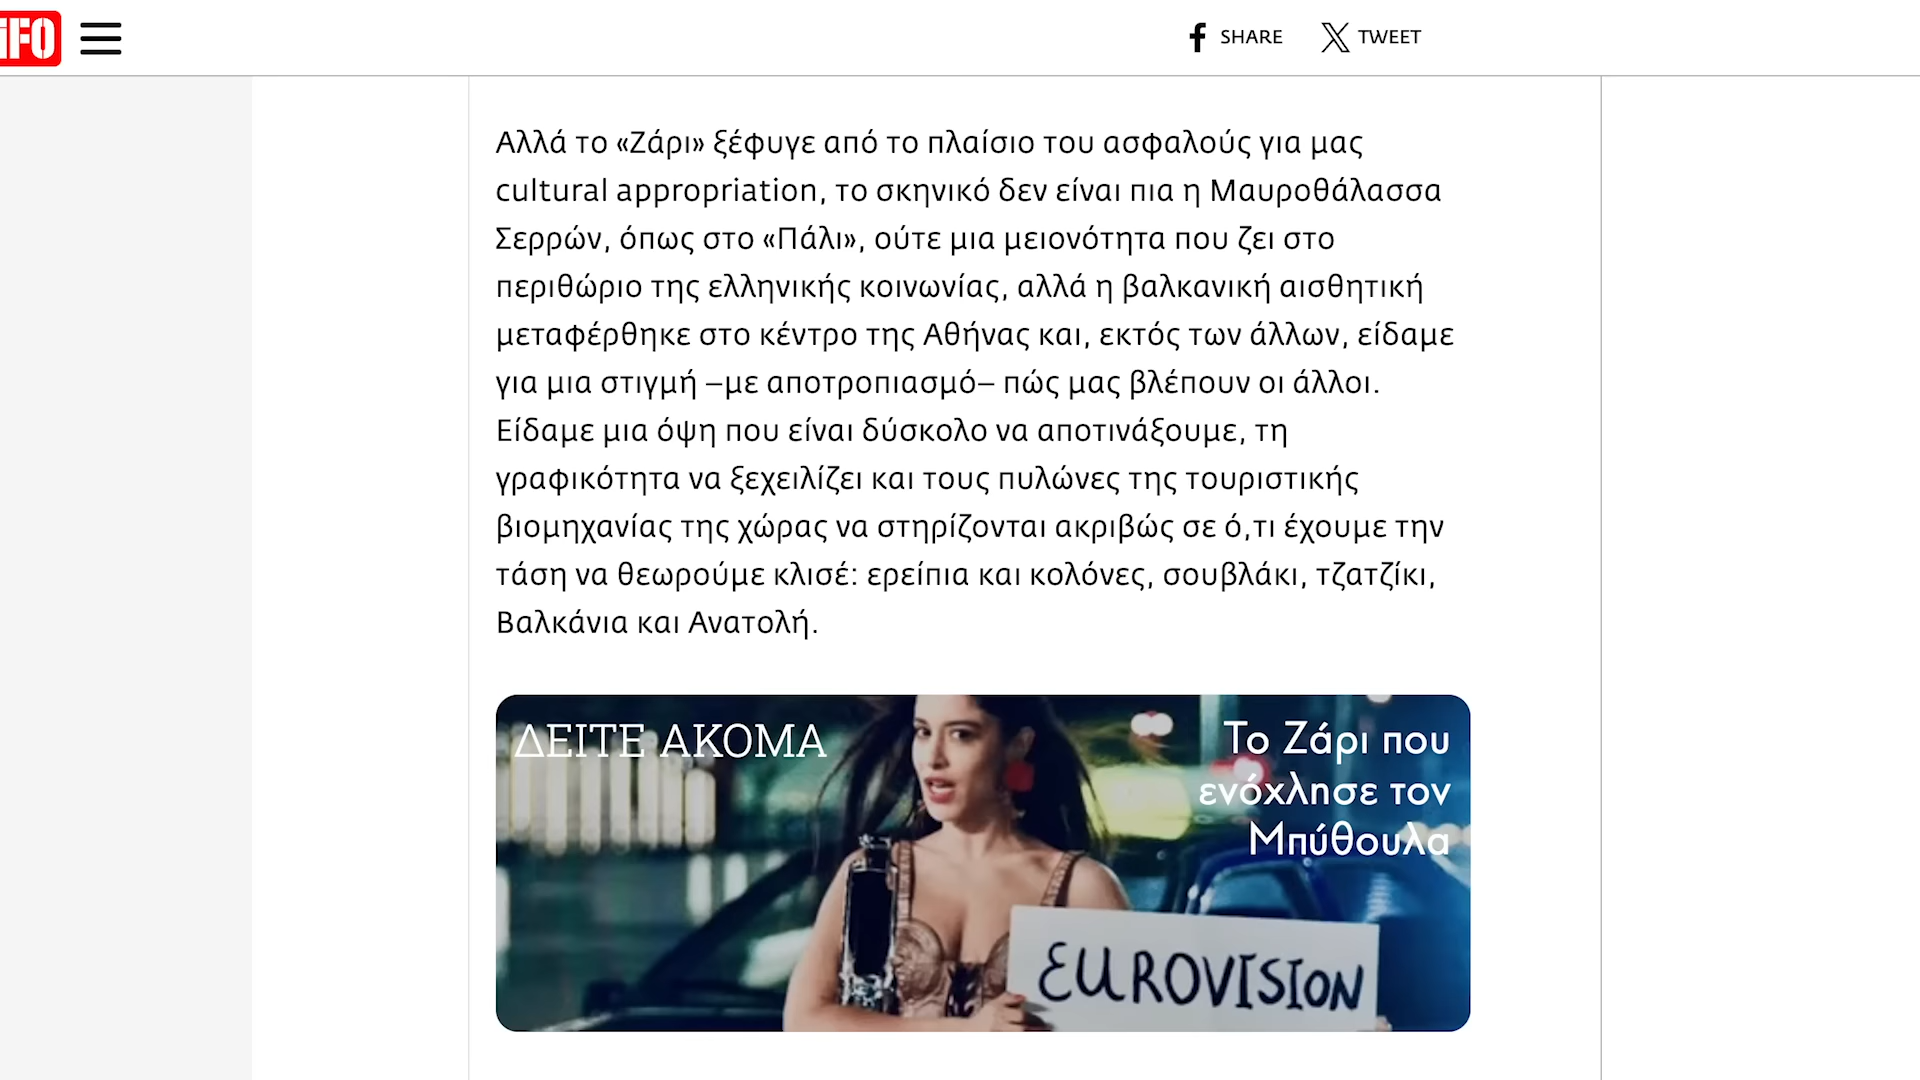 iFO
SHARE
TWEET
Αλλά το «Ζάρι» ξέφυγε από το πλαίσιο του ασφαλούς για μας
cultural appropriation, το σκηνικό δεν είναι πια η Μαυροθάλασσα
Σερρών, όπως στο «Πάλι», ούτε μια μειονότητα που ζει στο
περιθώριο της ελληνικής κοινωνίας, αλλά η βαλκανική αισθητική
μεταφέρθηκε στο κέντρο της Αθήνας και, εκτός των άλλων, είδαμε
για μια στιγμή –με αποτροπιασμό– πώς μας βλέπουν οι άλλοι.
Είδαμε μια όψη που είναι δύσκολο να αποτινάξουμε, τη
γραφικότητα να ξεχειλίζει και τους πυλώνες της τουριστικής
βιομηχανίας της χώρας να στηρίζονται ακριβώς σε ό,τι έχουμε την
τάση να θεωρούμε κλισέ: ερείπια και κολόνες, σουβλάκι, τζατζίκι,
Βαλκάνια και Ανατολή.
ΔΕΙΤΕ ΑΚΟΜΑ
Το Ζάρι που
ενόχλησε τον
Μπύθουλα
EUROVISION